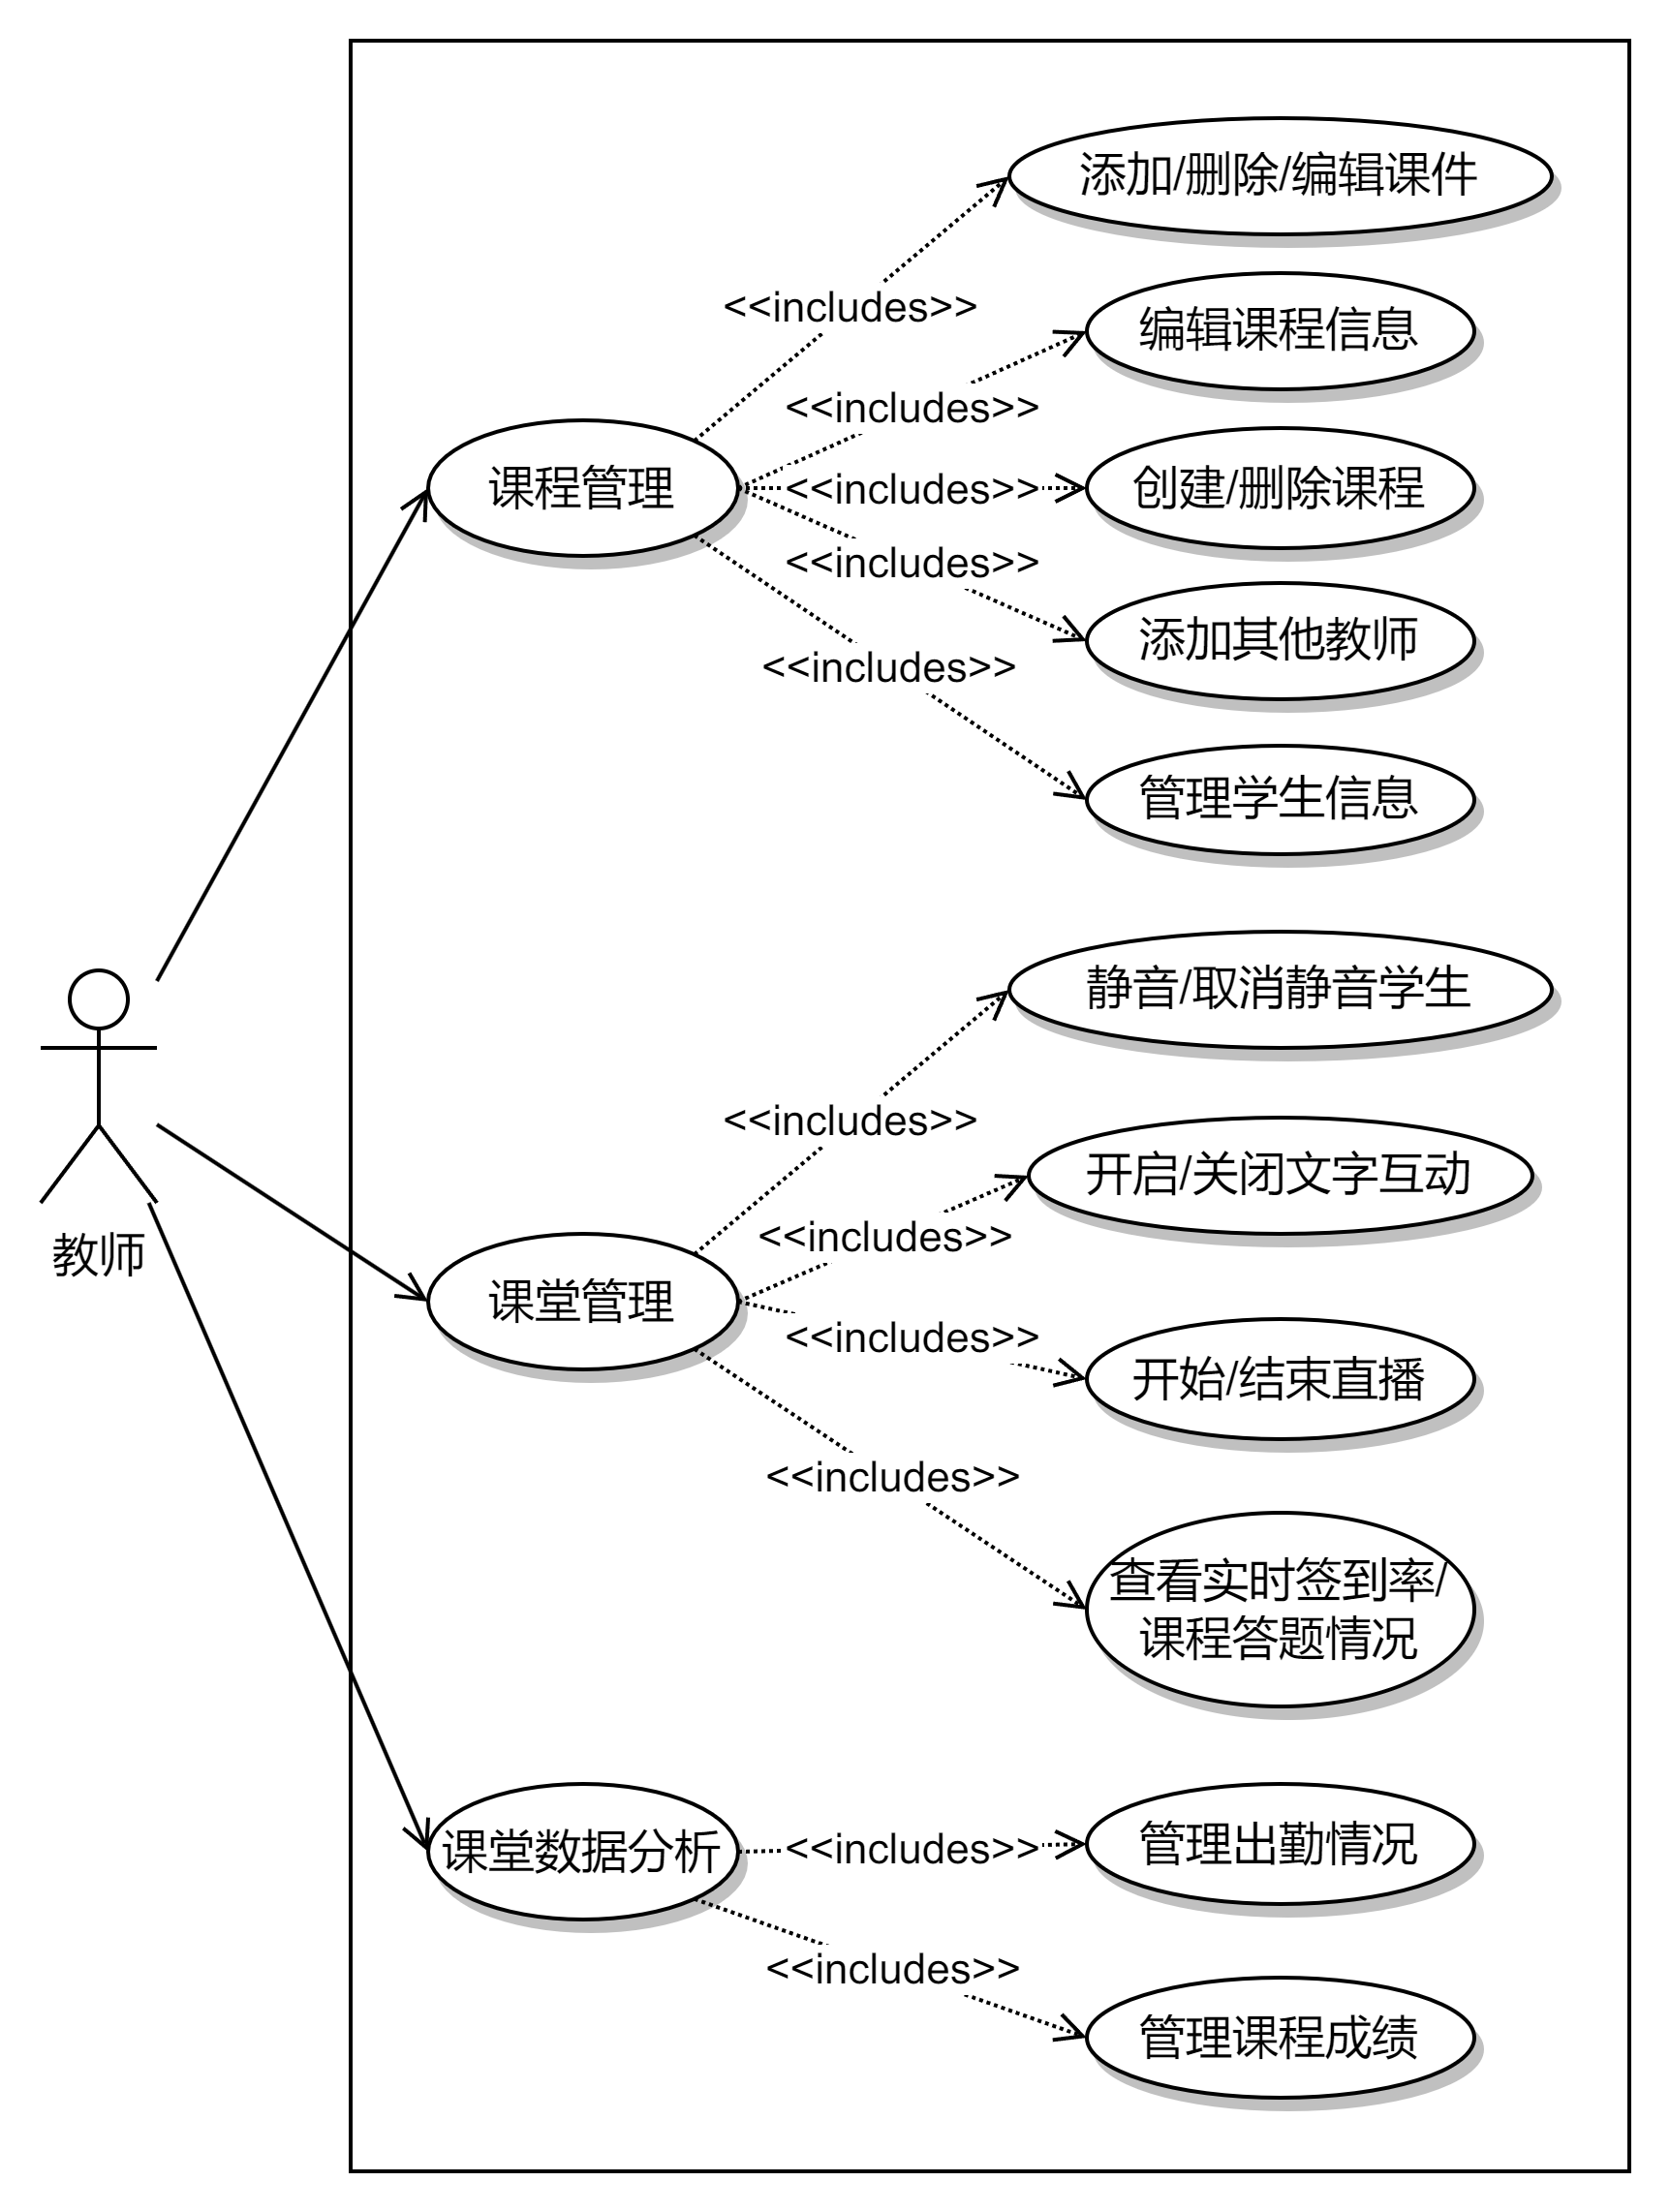 添加/删除/编辑课件
<<includes>>
编辑课程信息
<<includes>>
课程管理
<<includes>>
创建/删除课程
<<includes>>
添加其他教师
<<includes>>
管理学生信息
静音/取消静音学生
<<includes>>
开启/关闭文字互动
<<includes>>
教师
课堂管理
<<includes>>
开始/结束直播
<<includes>>
查看实时签到率/
课程答题情况
课堂数据分析
<<includes>>
管理出勤情况
<<includes>>
管理课程成绩